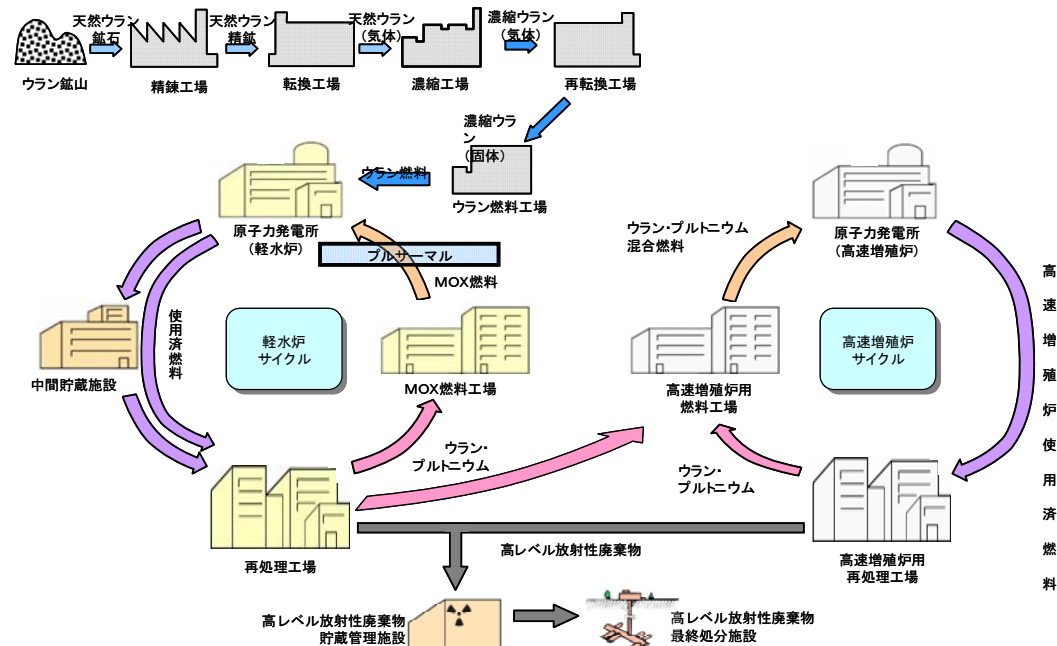 天然ウラン
鉱石
天然ウラン
精鉱
天然ウラン
（気体）
濃縮ウラン
（気体）
ウラン鉱山
精錬工場
転換工場
濃縮工場
再転換工場
濃縮ウラ
ン
（固体）
ウラン燃料
ウラン燃料工場
原子力発電所
（軽水炉）
プルサーマル
MOX燃料
ウラン・プルトニウム
混合燃料
原子力発電所
（高速増殖炉）
使用済燃料
軽水炉
サイクル
高速増殖炉
サイクル
高速増殖炉使用済燃料
中間貯蔵施設
MOX燃料工場
高速増殖炉用
燃料工場
ウラン・
プルトニウム
ウラン・
プルトニウム
再処理工場
高レベル放射性廃棄物
高速増殖炉用
再処理工場
高レベル放射性廃棄物
貯蔵管理施設
高レベル放射性廃棄物
最終処分施設